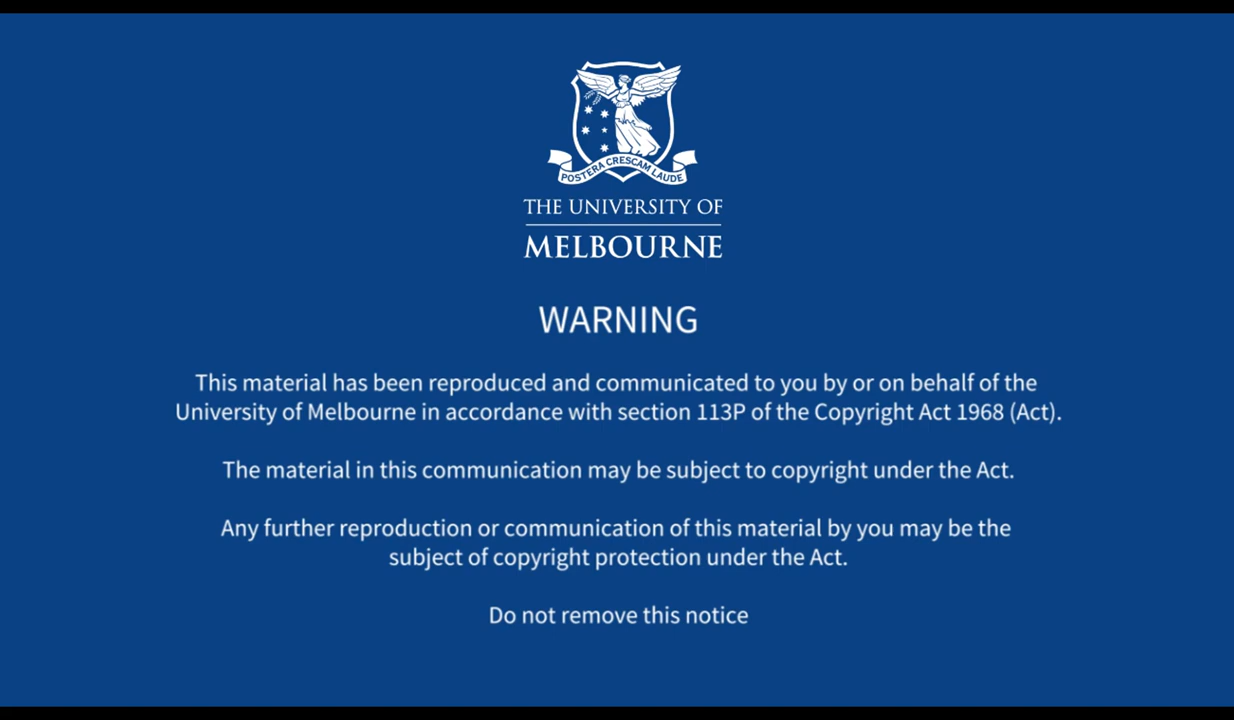 POSTERA CRESCAM LAUDE
THE UNIVERSITY OF
MELBOURNE
WARNING
This material has been reproduced and communicated to you by or on behalf of the
University of Melbourne in accordance with section 113P of the Copyright Act 1968 (Act).
The material in this communication may be subject to copyright under the Act.
Any further reproduction or communication of this material by you may be the
subject of copyright protection under the Act.
Do not remove this notice